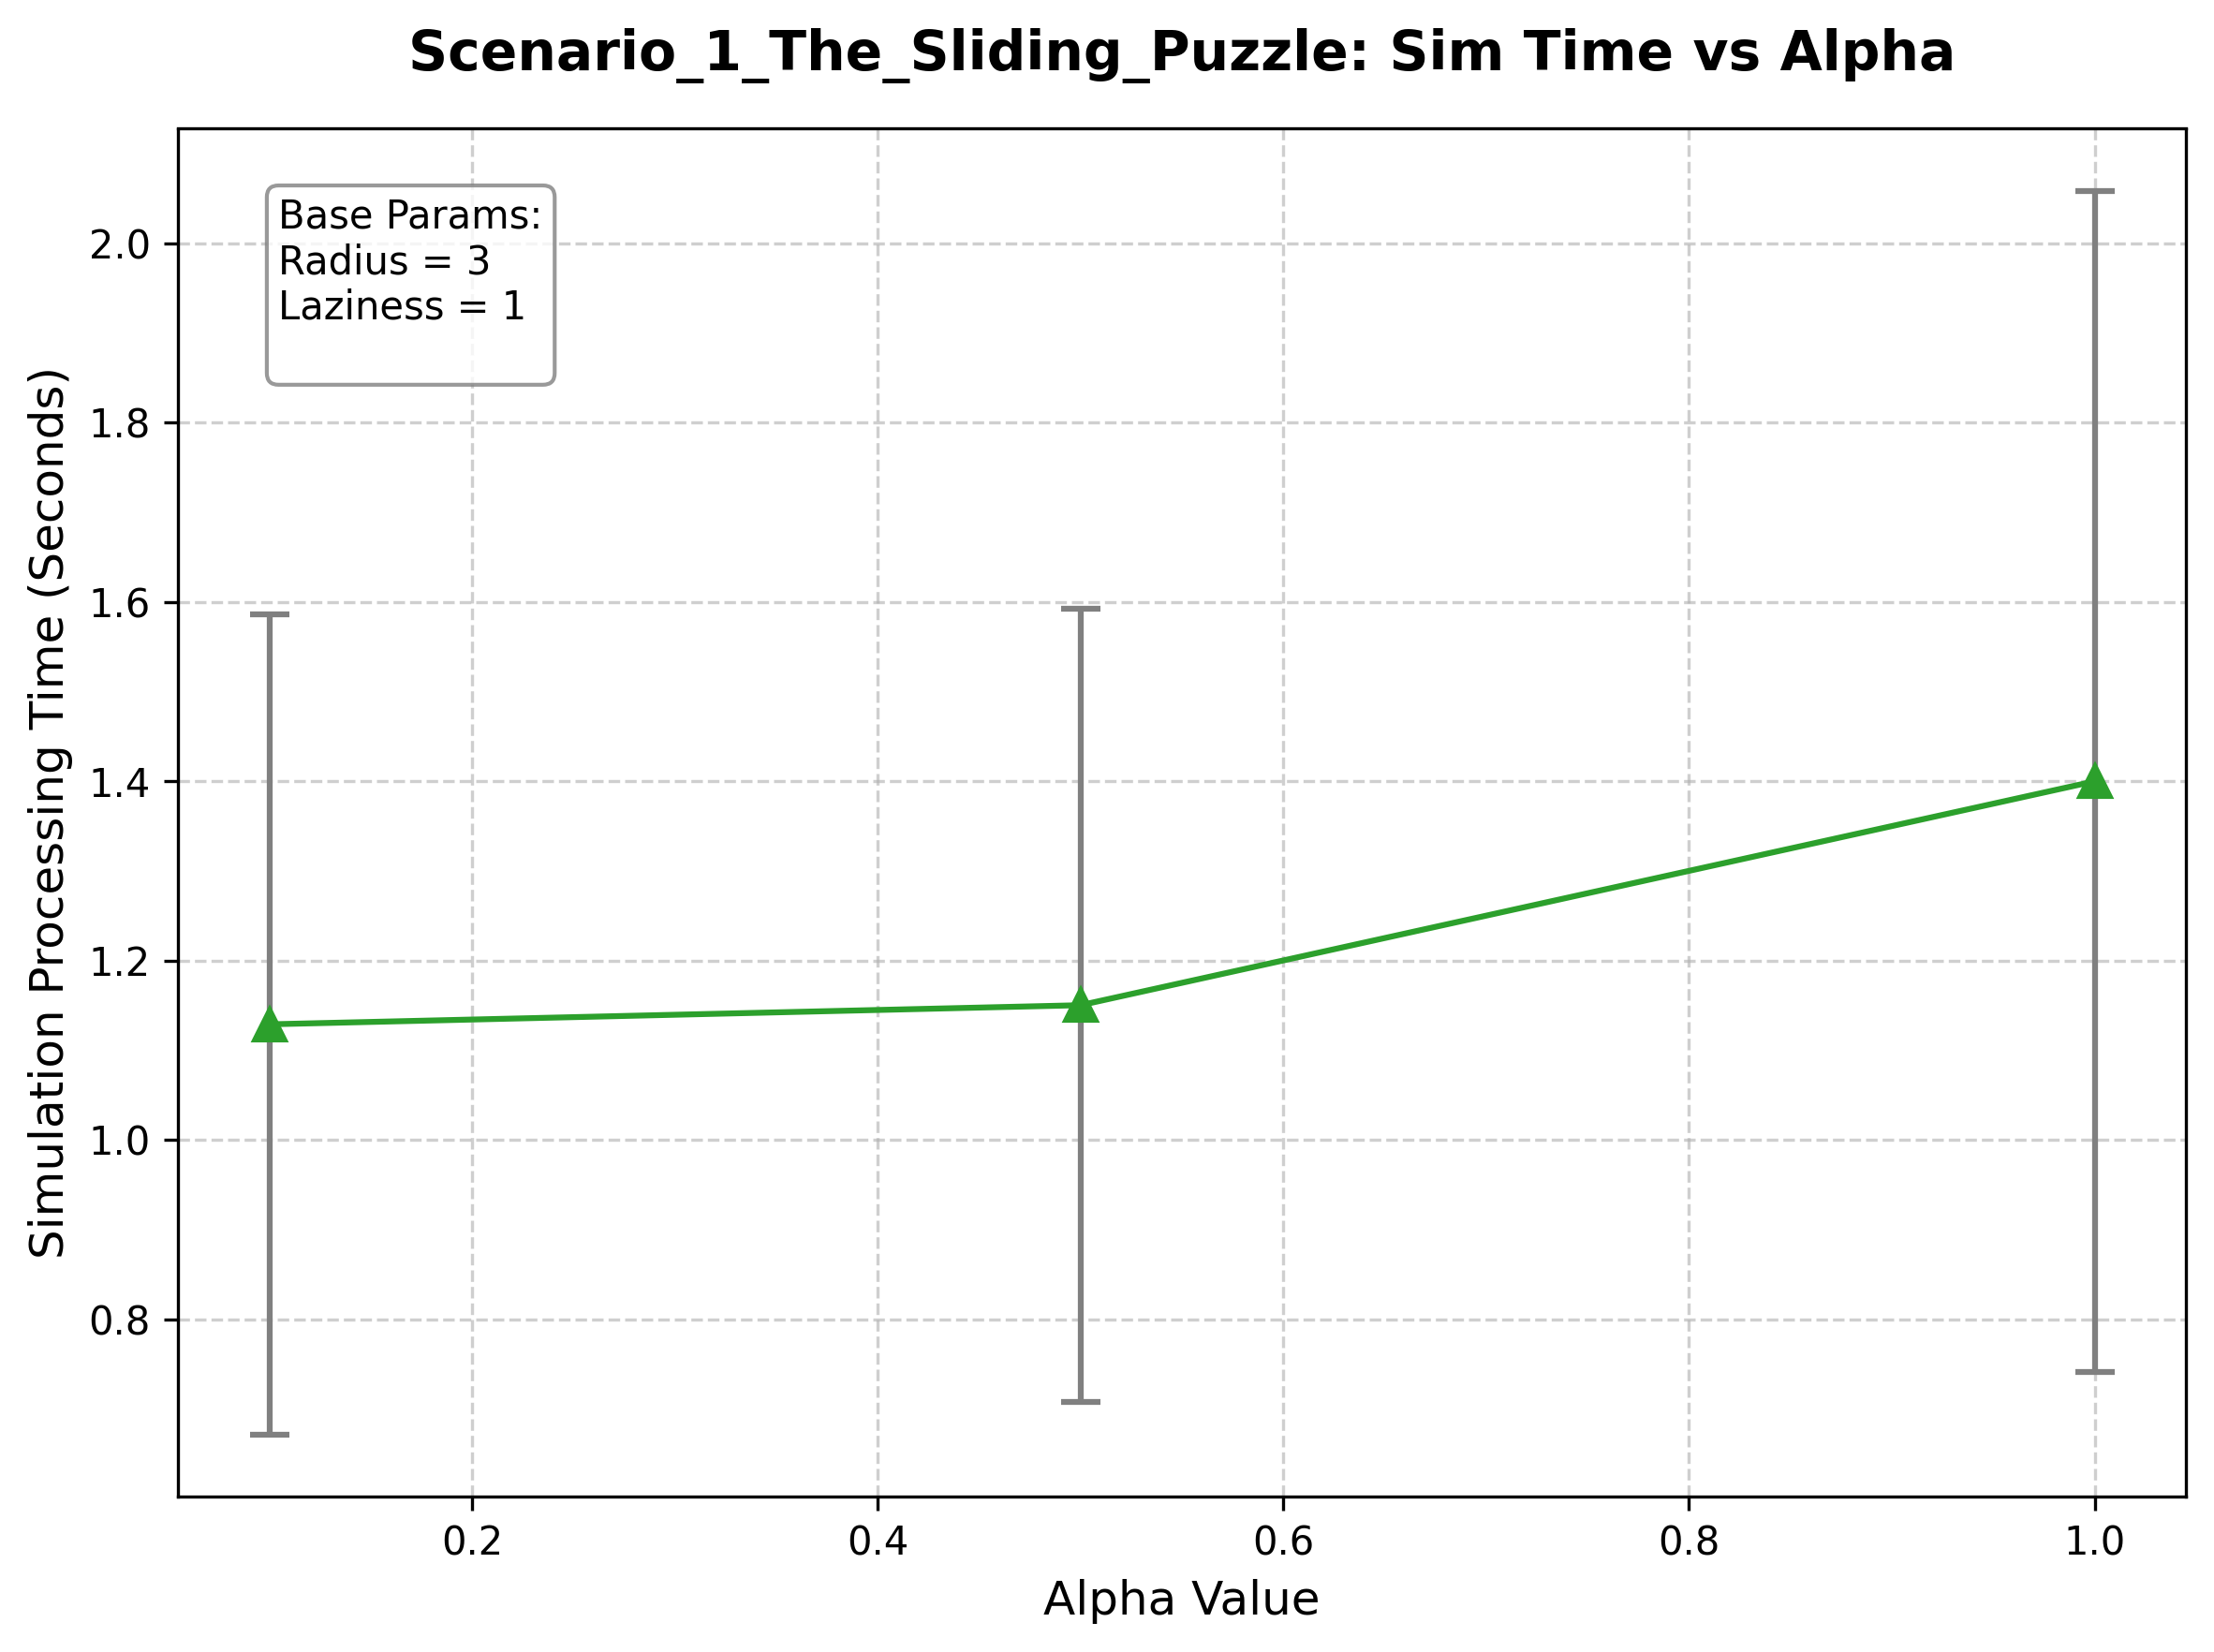 Scenario_1_The_Sliding_Puzzle: Sim Time vs Alpha
Base Params:
Radius = 3
Laziness = 1
Simulation Processing Time (Seconds)
2.0
1.8
1.6
1.4
1.2
1.0
0.8
0.2
0.4
0.6
0.8
1.0
Alpha Value